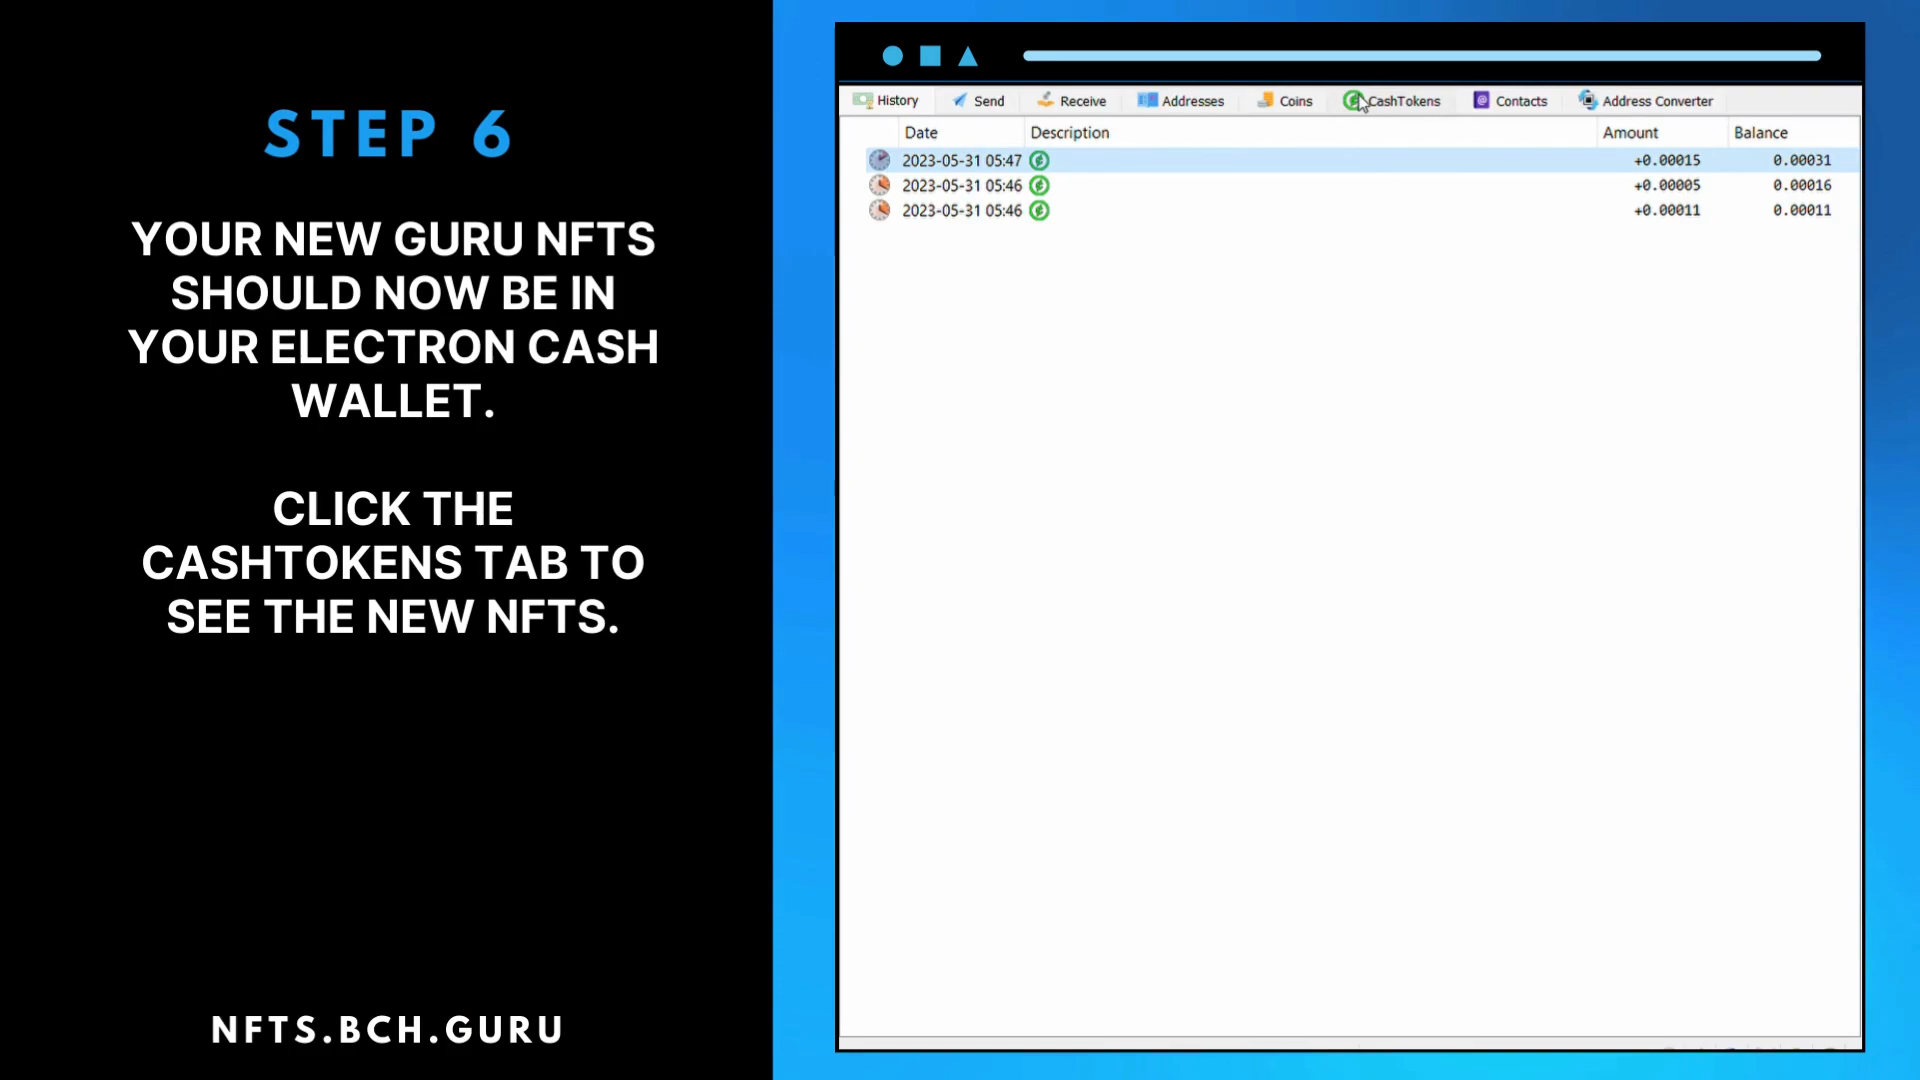 STEP 6
YOUR NEW GURU NFTS
SHOULD NOW BE IN
YOUR ELECTRON CASH
WALLET.
CLICK THE
CASHTOKENS TAB TO
SEE THE NEW NFTS.
NFTS.BCH.GURU
History Send Receive Addresses Coins CashTokens Contacts Address Converter
Date Description Amount Balance
2023-05-31 05:47 +0.00015 0.00031
2023-05-31 05:46 +0.00005 0.00016
2023-05-31 05:46 +0.00011 0.00011